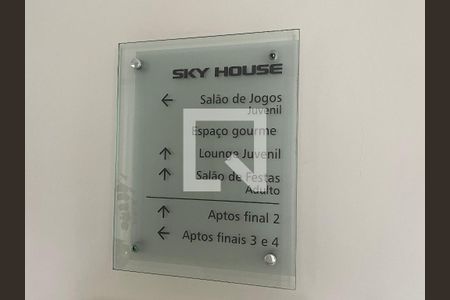 SKY HOUSE
← Salão de Jogos
Juvenil
Espaço gourme
↑ Lounge Juvenil
↑ Salão de Festas
Adulto
↑ Aptos final 2
← Aptos finais 3 e 4